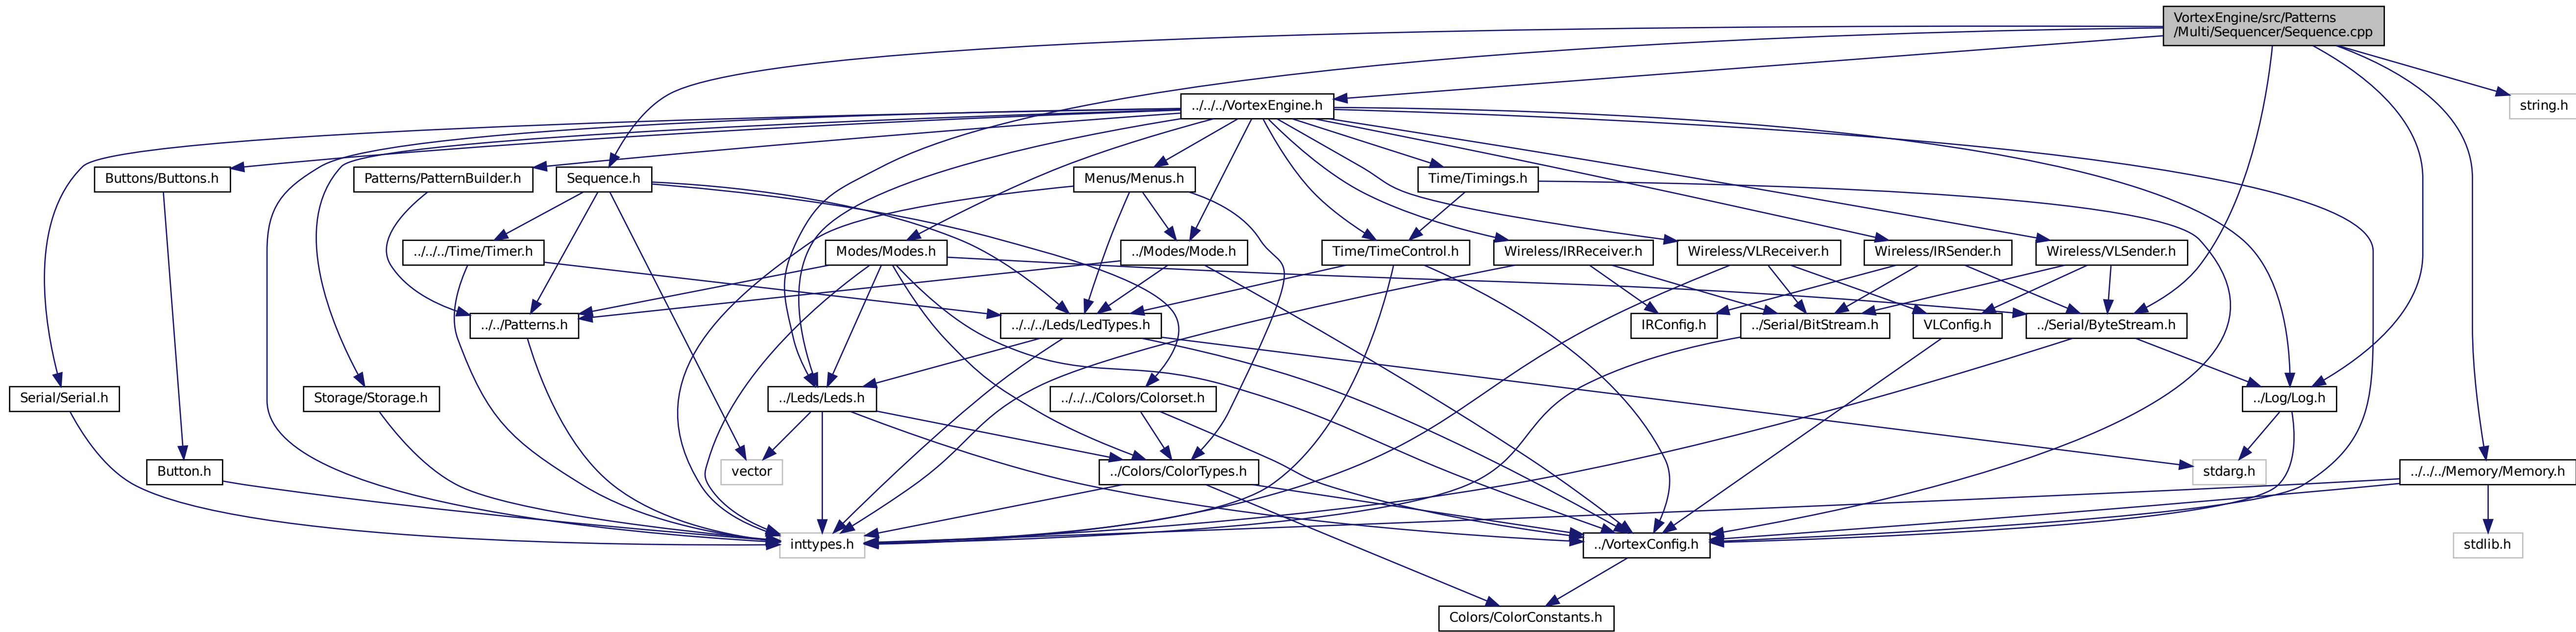 VortexEngine/src/Patterns
/Multi/Sequencer/Sequence.cpp
../../../VortexEngine.h
string.h
Buttons/Buttons.h
Patterns/PatternBuilder.h
Sequence.h
Menus/Menus.h
Time/Timings.h
../../../Time/Timer.h
Modes/Modes.h
../Modes/Mode.h
Time/TimeControl.h
Wireless/IRReceiver.h
Wireless/VLReceiver.h
Wireless/IRSender.h
Wireless/VLSender.h
../../Patterns.h
../../../Leds/LedTypes.h
IRConfig.h
../Serial/BitStream.h
VLConfig.h
../Serial/ByteStream.h
Serial/Serial.h
Storage/Storage.h
../Leds/Leds.h
../../../Colors/Colorset.h
../Log/Log.h
Button.h
vector
../Colors/ColorTypes.h
stdarg.h
../../../Memory/Memory.h
inttypes.h
../VortexConfig.h
stdlib.h
Colors/ColorConstants.h